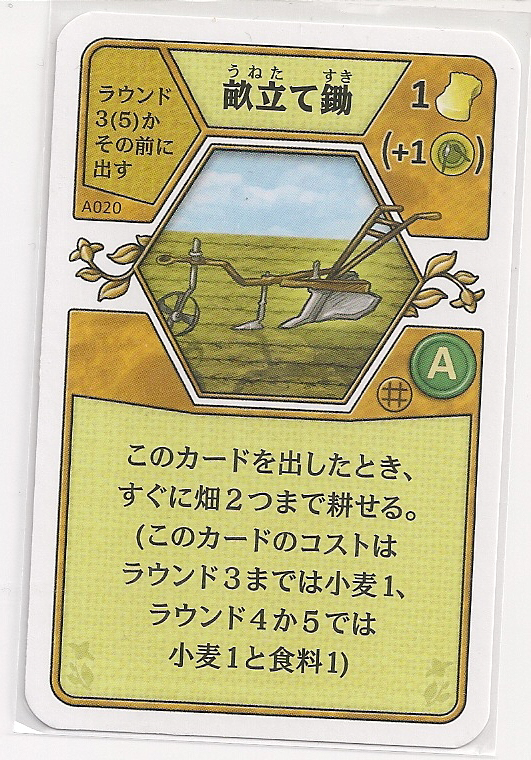 うねた すき
畝立て鋤
ラウンド
3(5)か
その前に
出す
A020
1
(+1 )
A
このカードを出したとき、
すぐに畑2つまで耕せる。
(このカードのコストは
ラウンド3までは小麦1、
ラウンド4か5では
小麦1と食料1)